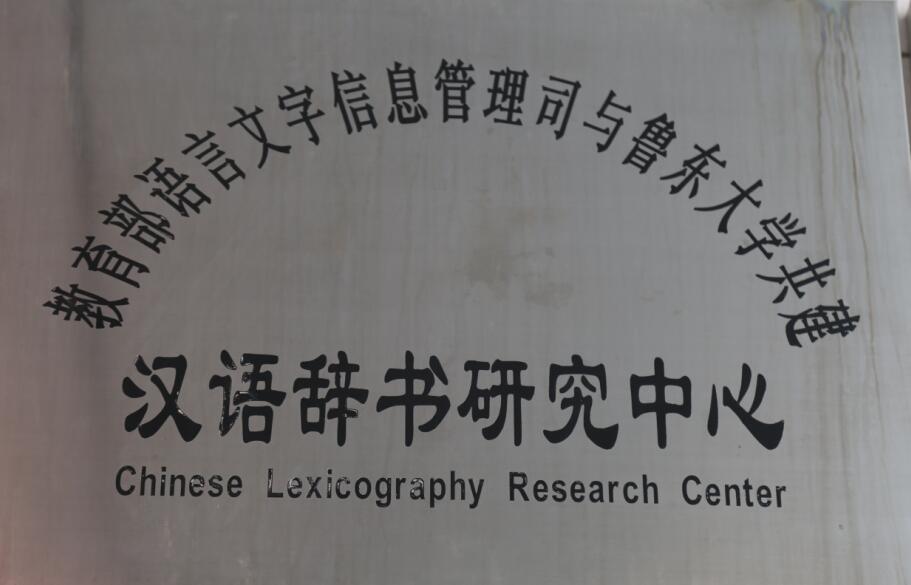 教育部语言文字信息管理司与鲁东大学共建
汉语辞书研究中心
Chinese Lexicography Research Center